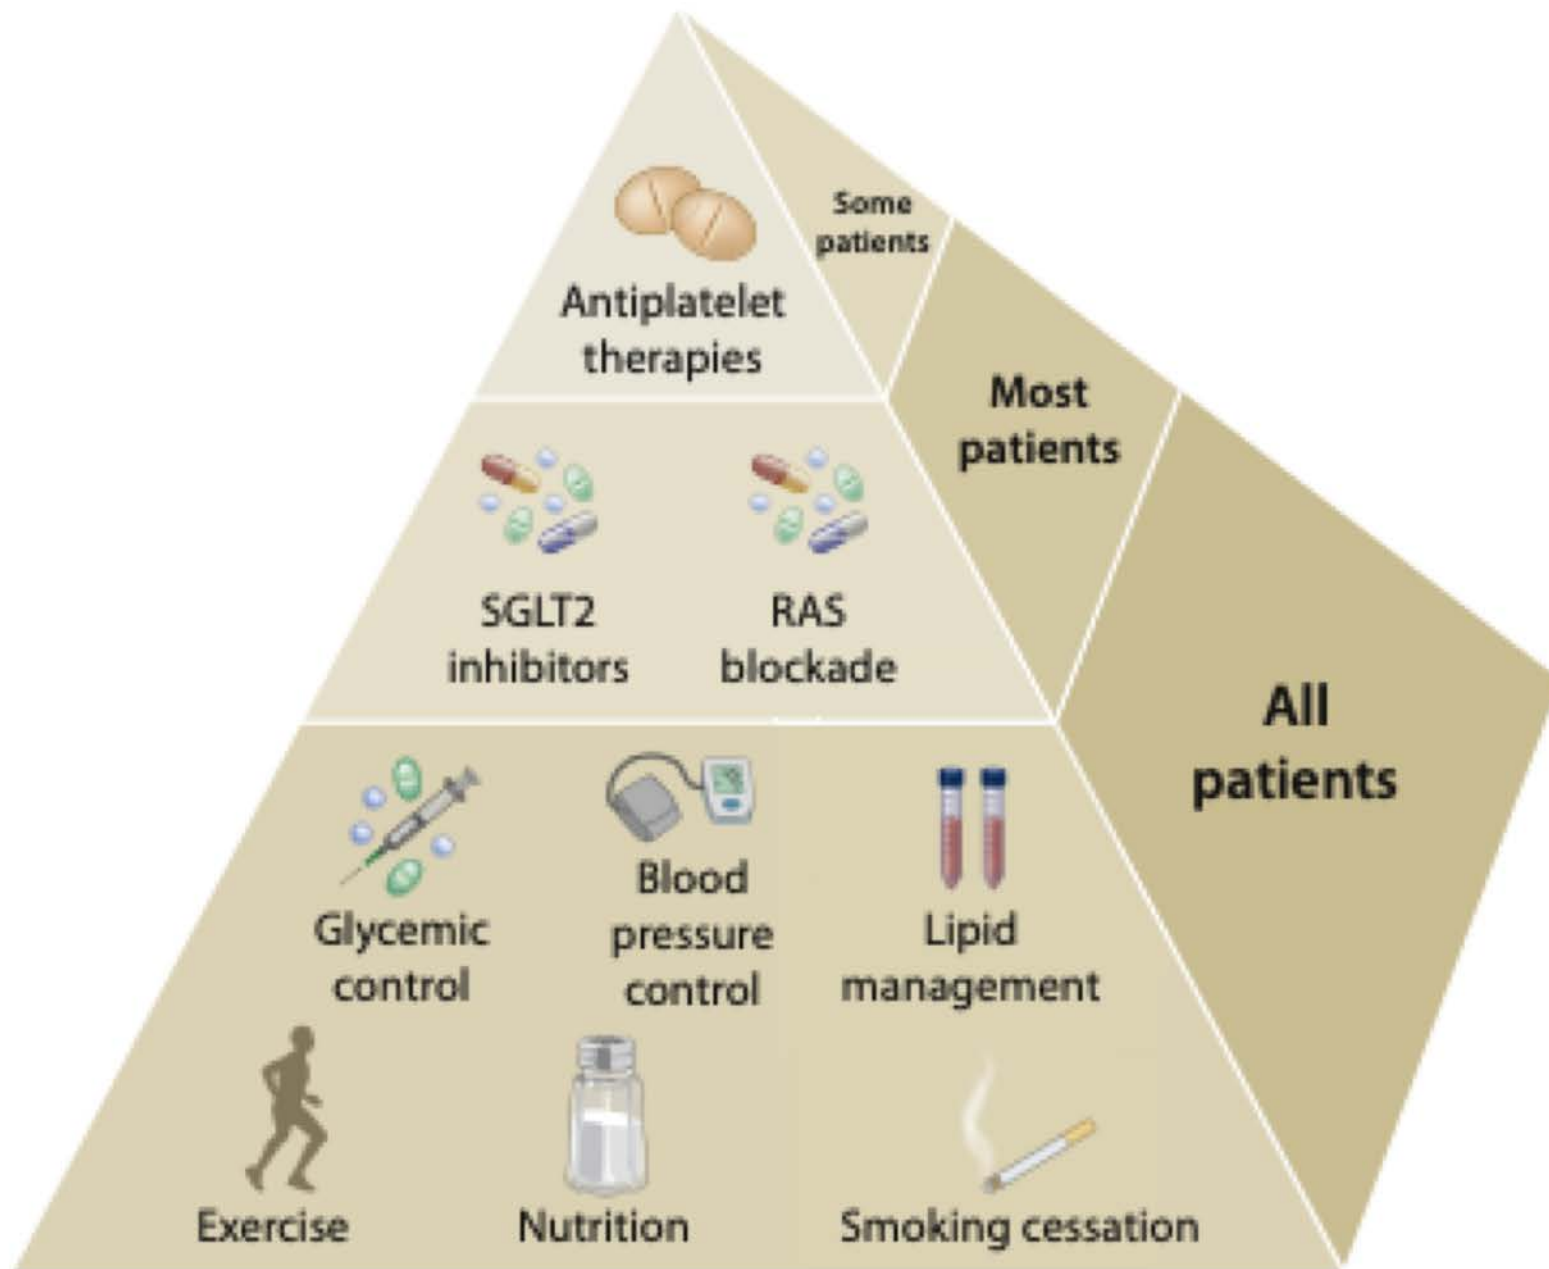 Some
patients
Antiplatelet
therapies
Most
patients
SGLT2
inhibitors
RAS
blockade
All
patients
Glycemic
control
Blood
pressure
control
Lipid
management
Exercise
Nutrition
Smoking cessation